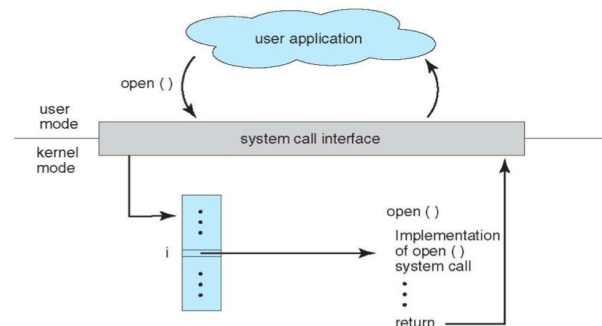 user application
open ( )
user
mode
system call interface
kernel
mode
i
open ( )
Implementation
of open ( )
system call
return